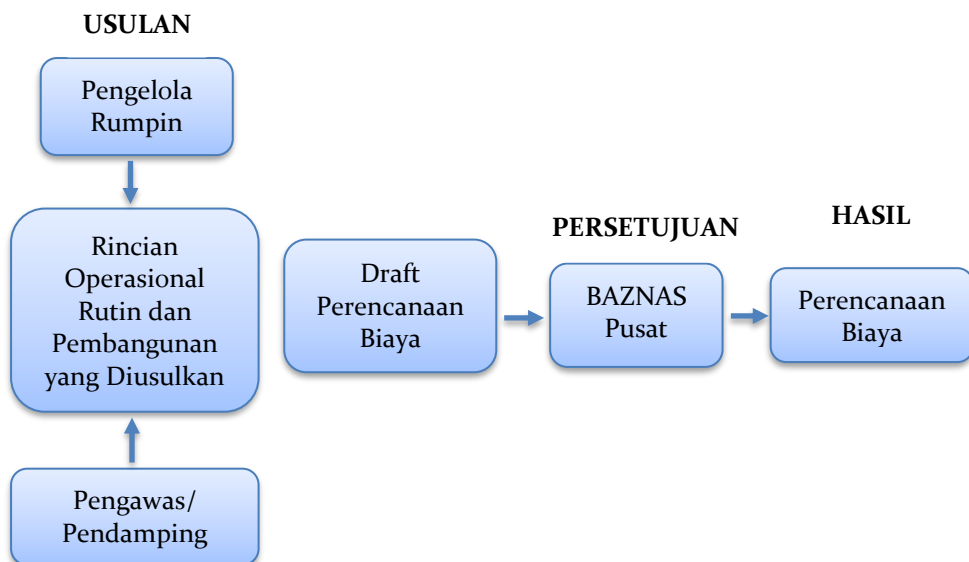 USULAN
Pengelola
Rumpin
Rincian
Operasional
Rutin dan
Pembangunan
yang Diusulkan
Pengawas/
Pendamping
Draft
Perencanaan
Biaya
PERSETUJUAN
BAZNAS
Pusat
HASIL
Perencanaan
Biaya